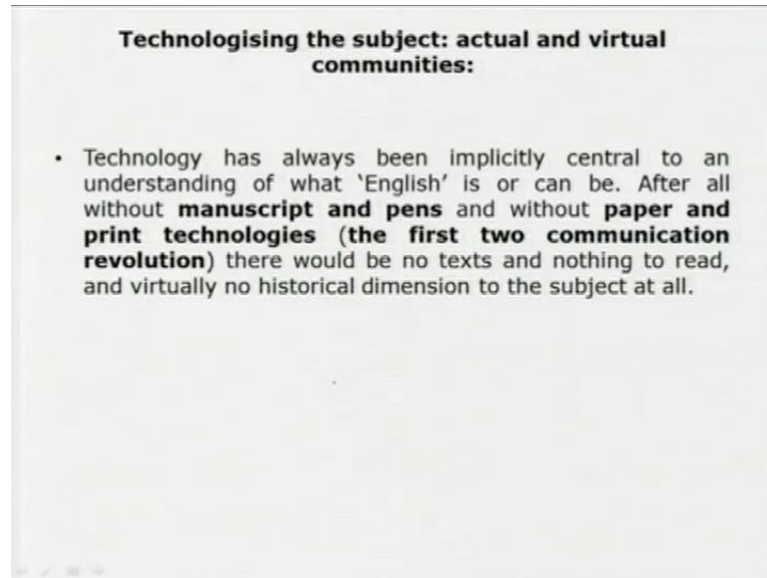 Technologising the subject: actual and virtual
communities:
• Technology has always been implicitly central to an
understanding of what ‘English’ is or can be. After all
without manuscript and pens and without paper and
print technologies (the first two communication
revolution) there would be no texts and nothing to read,
and virtually no historical dimension to the subject at all.